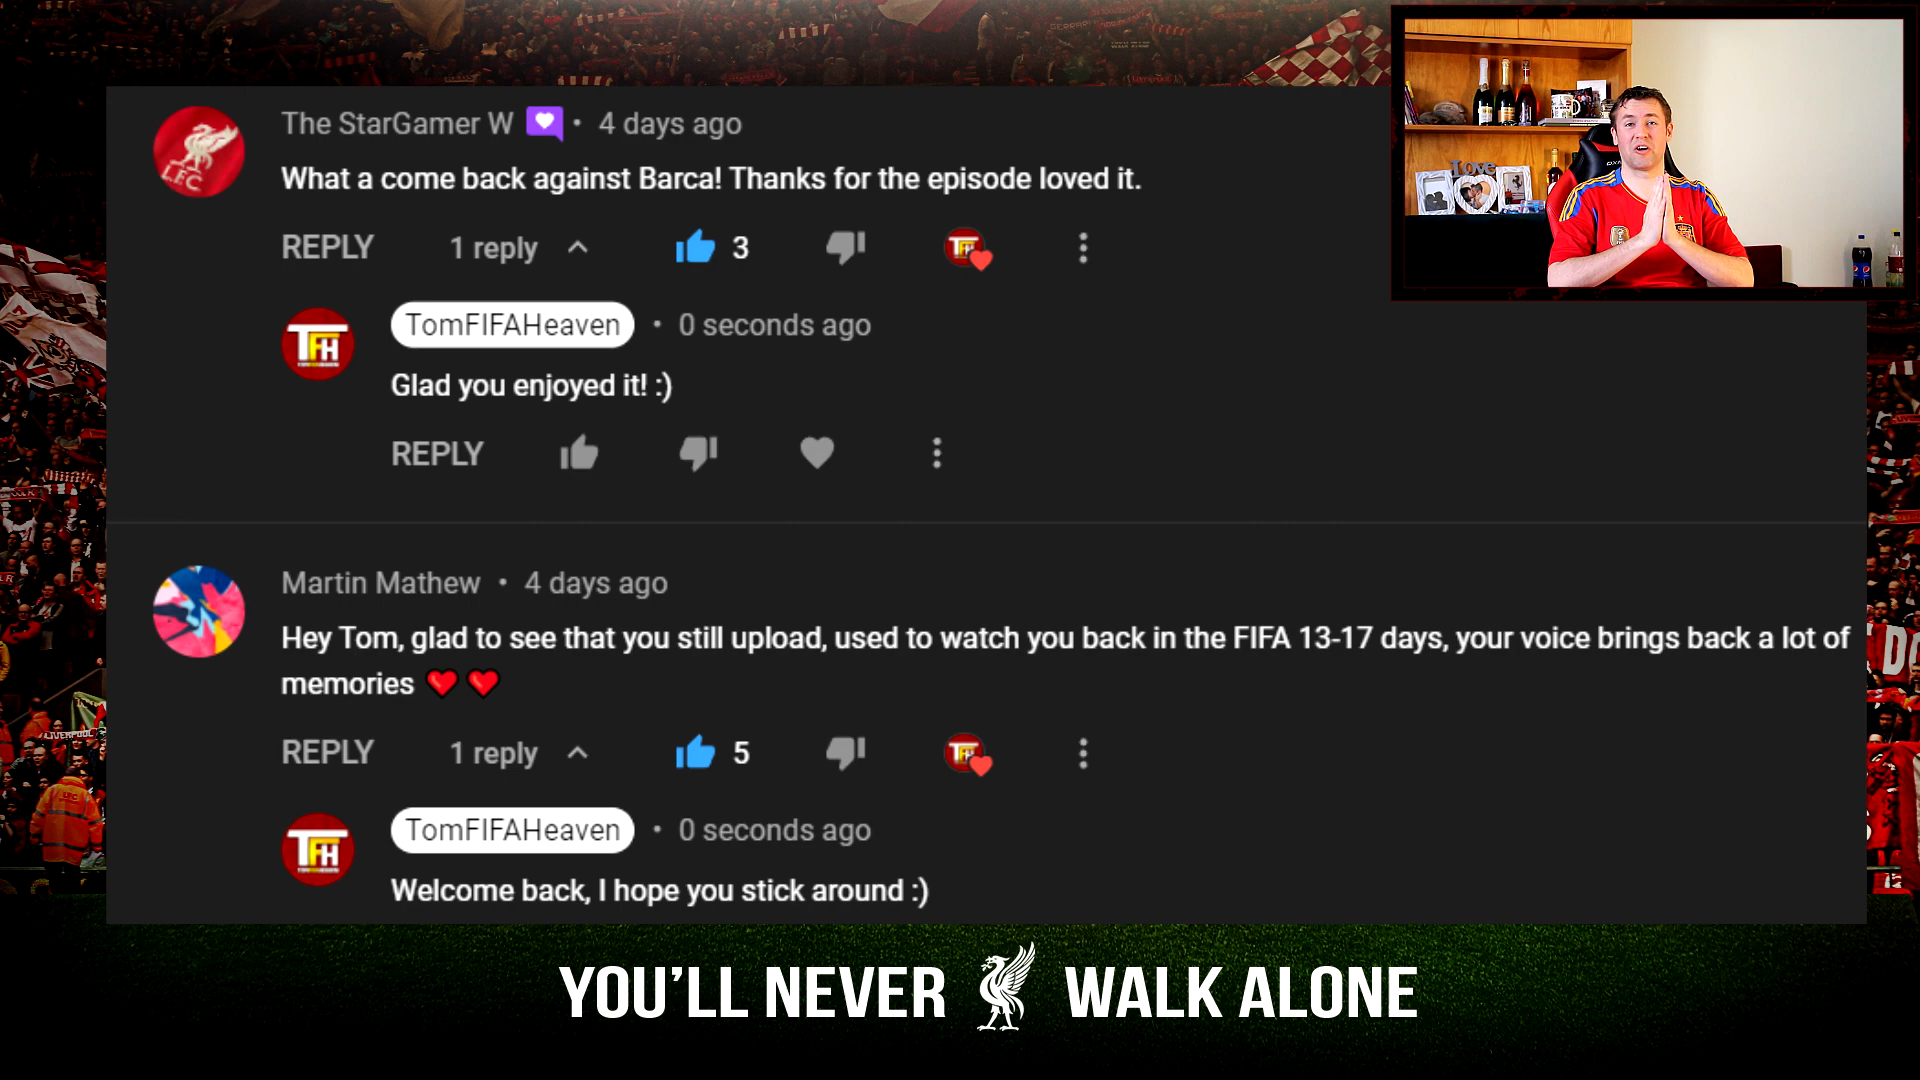 The StarGamer W • 4 days ago
What a come back against Barca! Thanks for the episode loved it.
REPLY 1 reply 3
TFH
TomFIFAHeaven • 0 seconds ago
Glad you enjoyed it! :)
REPLY
Martin Mathew • 4 days ago
Hey Tom, glad to see that you still upload, used to watch you back in the FIFA 13-17 days, your voice brings back a lot of
memories
REPLY 1 reply 5
TFH
TomFIFAHeaven • 0 seconds ago
Welcome back, I hope you stick around :)
YOU'LL NEVER WALK ALONE
L.F.C
Love
LIVERPOOL